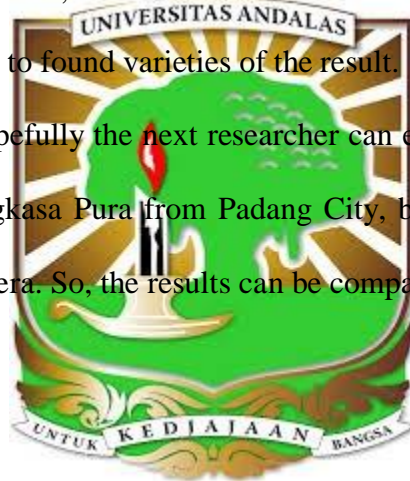 UNIVERSITAS ANDALAS
to found varieties of the result.
pefully the next researcher can e
gkasa Pura from Padang City, b
era. So, the results can be compa
UNTUK KEDJAJAAN BANGSA